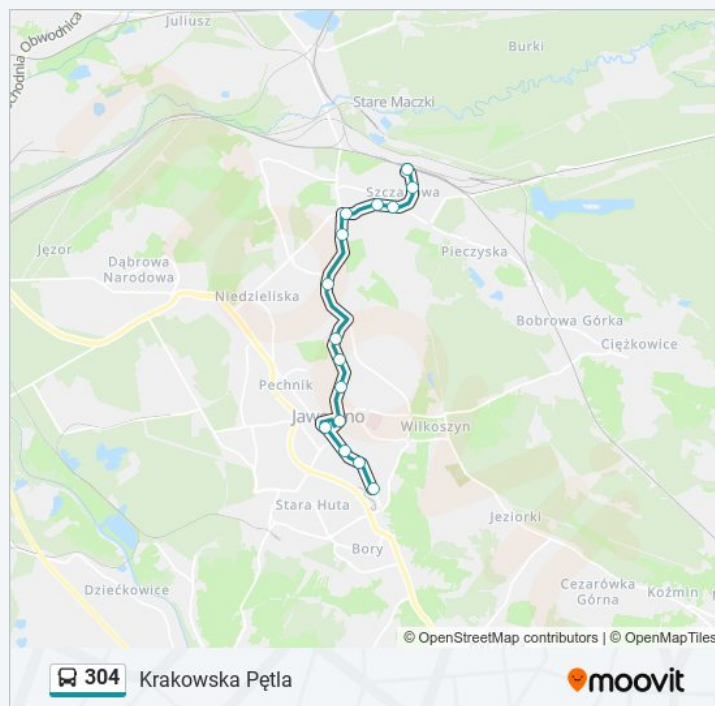 Juliusz
chodnia Obwodnica
Burki
Stare Maczki
Szczakowa
Jęzor
Dąbrowa
Narodowa
Pieczyska
Niedzieliska
Bobrowa Górka
Ciężkowice
Pechnik
Jaworzno
Wilkoszyn
Stara Huta
Jeziorki
Bory
Dziećkowice
Cezarówka
Górna
Koźmin
© OpenStreetMap contributors | © OpenMapTiles
304 Krakowska Pętla
moovit